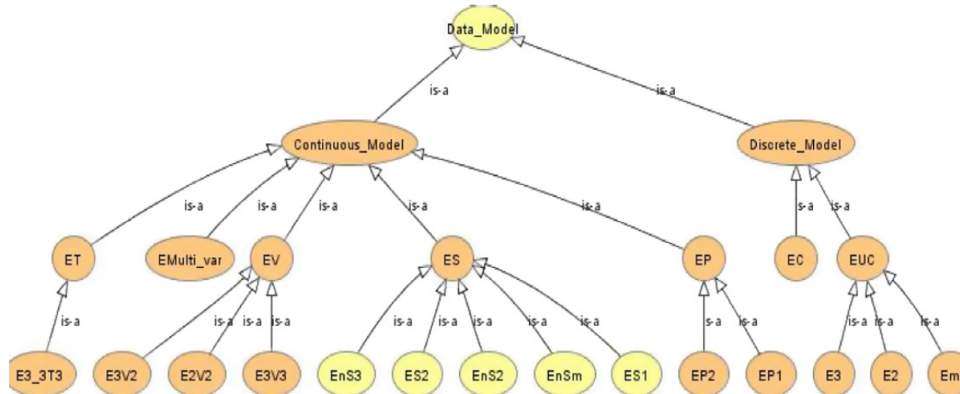 Data_Model
is-a
is-a
Continuous_Model
Discrete_Model
is-a
is-a
is-a
is-a
is-a
s-a
is-a
ET
EMulti_var
EV
ES
EP
EC
EUC
is-a
is-a
is-a
is-a
is-a
is-a
is-a
is-a
is-a
s-a
is-a
is-a
is-a
is-a
E3_3T3
E3V2
E2V2
E3V3
EnS3
ES2
EnS2
EnSm
ES1
EP2
EP1
E3
E2
Em